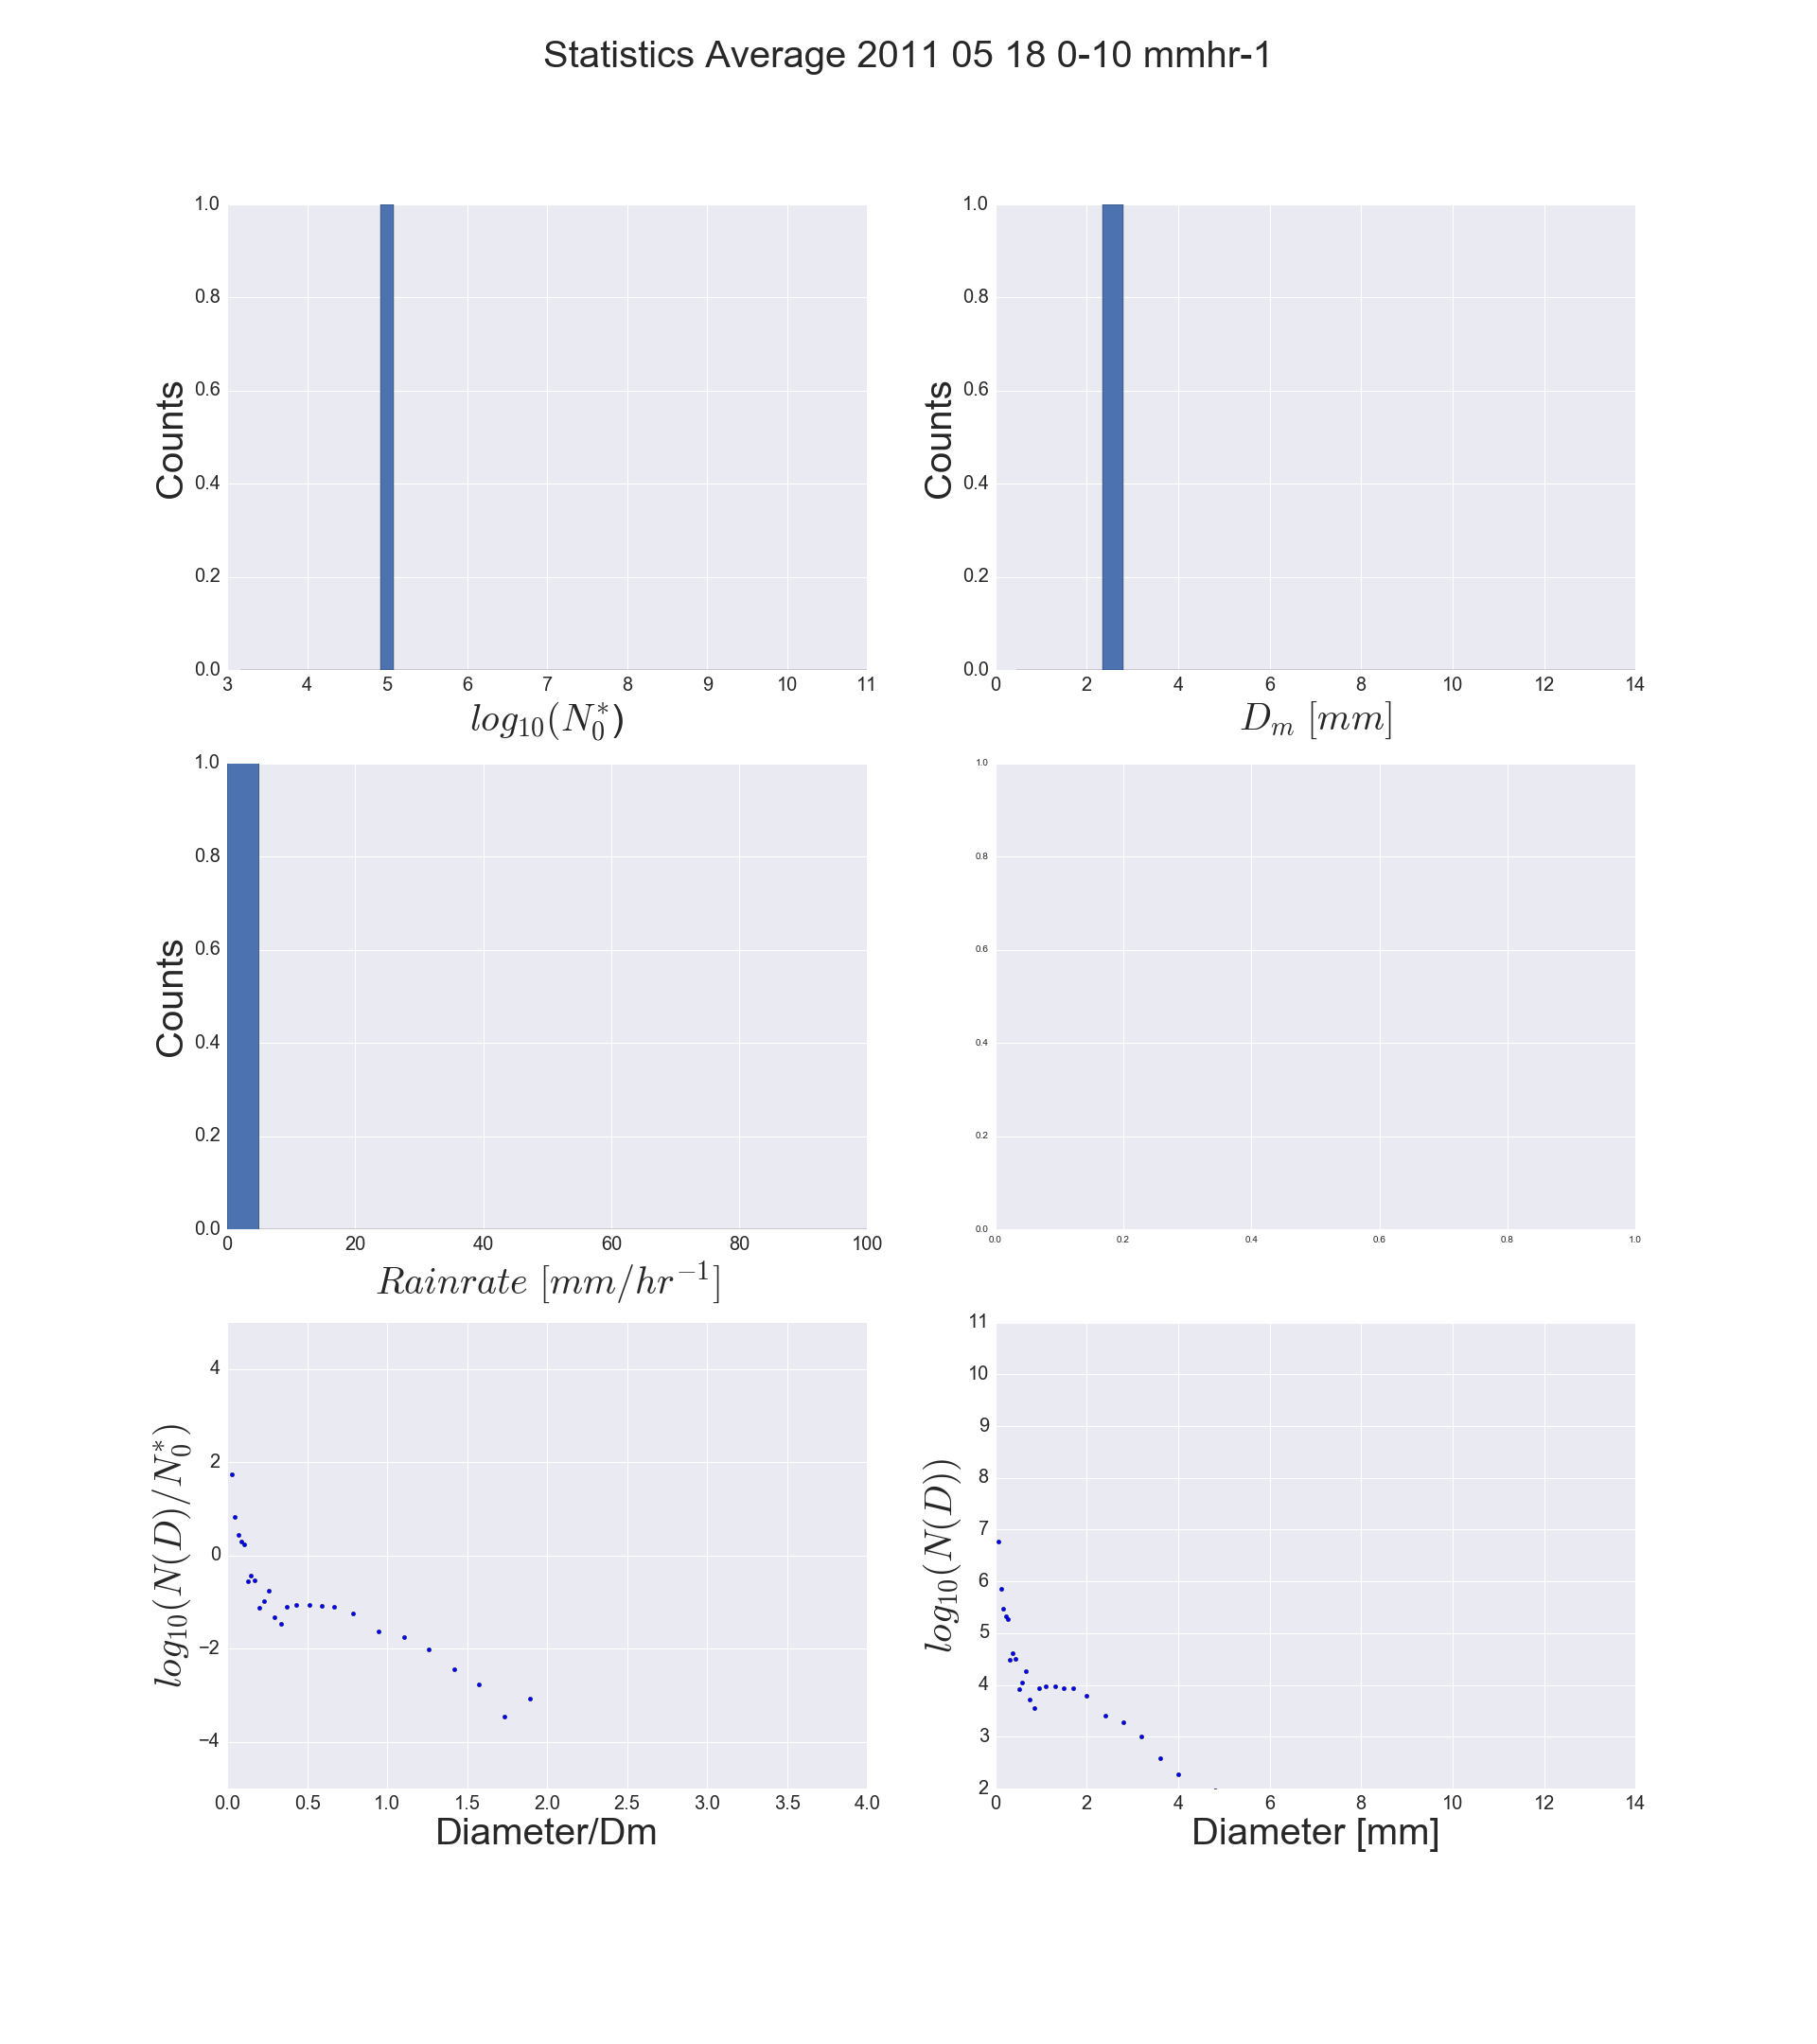 Statistics Average 2011 05 18 0-10 mmhr-1
1.0
0.8
0.6
0.4
0.2
0.0
Counts
3 4 5 6 7 8 9 10 11
log10(N0*)
1.0
0.8
0.6
0.4
0.2
0.0
Counts
0 2 4 6 8 10 12 14
Dm [mm]
1.0
0.8
0.6
0.4
0.2
0.0
Counts
0 20 40 60 80 100
Rainrate [mm/hr−1]
1.0
0.8
0.6
0.4
0.2
0.0
0.0 0.2 0.4 0.6 0.8 1.0
4
2
0
−2
−4
log10(N(D)/N0*)
0.0 0.5 1.0 1.5 2.0 2.5 3.0 3.5 4.0
Diameter/Dm
11
10
9
8
7
6
5
4
3
2
log10(N(D))
0 2 4 6 8 10 12 14
Diameter [mm]